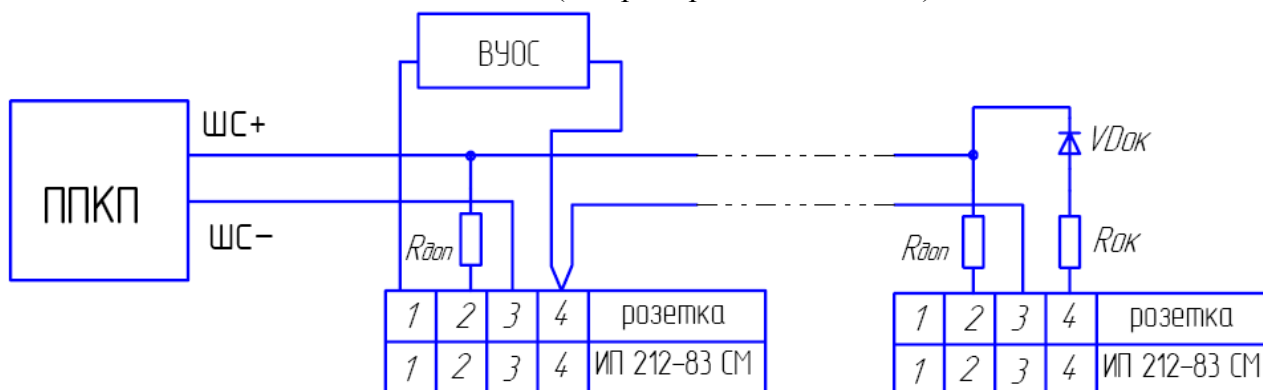 ВУОС
ШС+
VDок
ППКП
ШС-
Rдоп
Rдоп
Rок
1 2 3 4 розетка
1 2 3 4 ИП 212-83 СМ
1 2 3 4 розетка
1 2 3 4 ИП 212-83 СМ